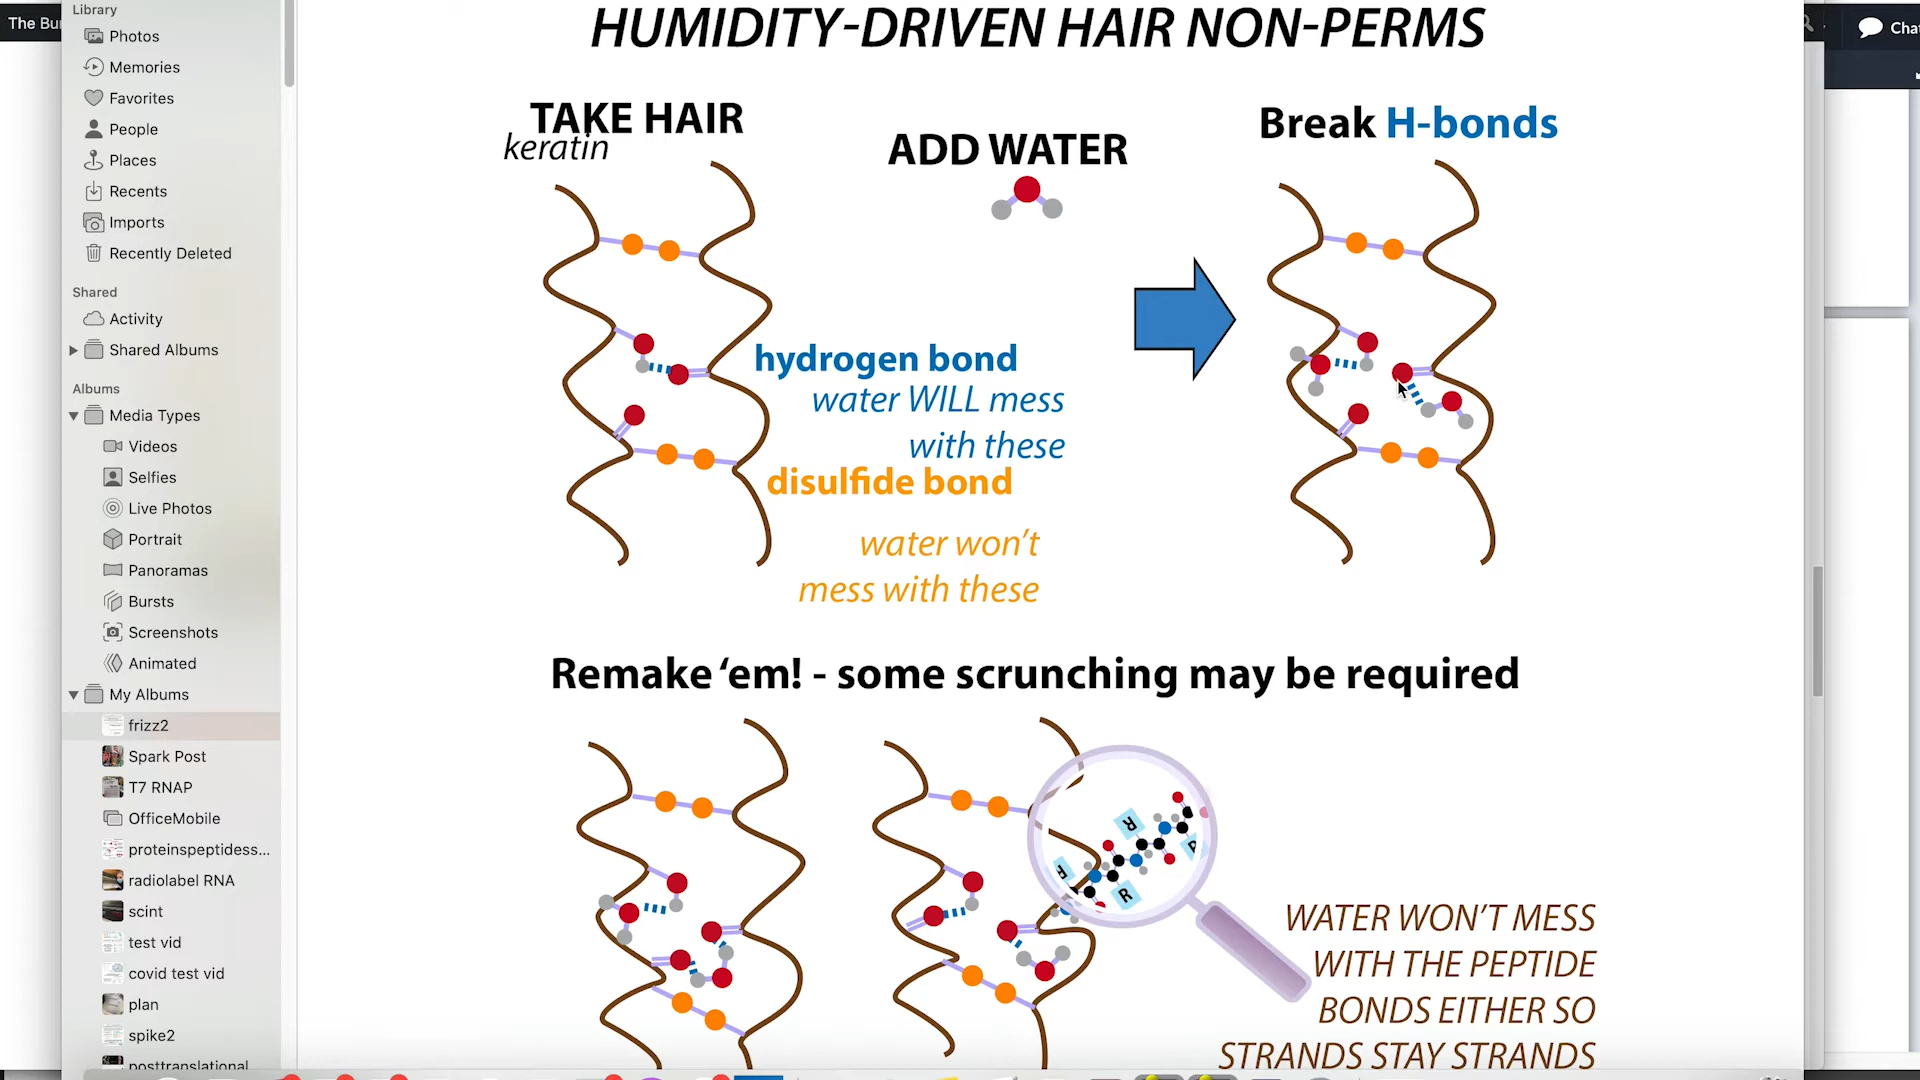 The Bu
Library
Photos
Memories
Favorites
People
Places
Recents
Imports
Recently Deleted
Shared
Activity
Shared Albums
Albums
Media Types
Videos
Selfies
Live Photos
Portrait
Panoramas
Bursts
Screenshots
Animated
My Albums
frizz2
Spark Post
T7 RNAP
OfficeMobile
proteinspeptidess...
radiolabel RNA
scint
test vid
covid test vid
plan
spike2
posttranslational
HUMIDITY-DRIVEN HAIR NON-PERMS
TAKE HAIR
keratin
ADD WATER
Break H-bonds
hydrogen bond
water WILL mess
with these
disulfide bond
water won't
mess with these
Remake 'em! - some scrunching may be required
R
R
R
R
WATER WON'T MESS
WITH THE PEPTIDE
BONDS EITHER SO
STRANDS STAY STRANDS
Chat